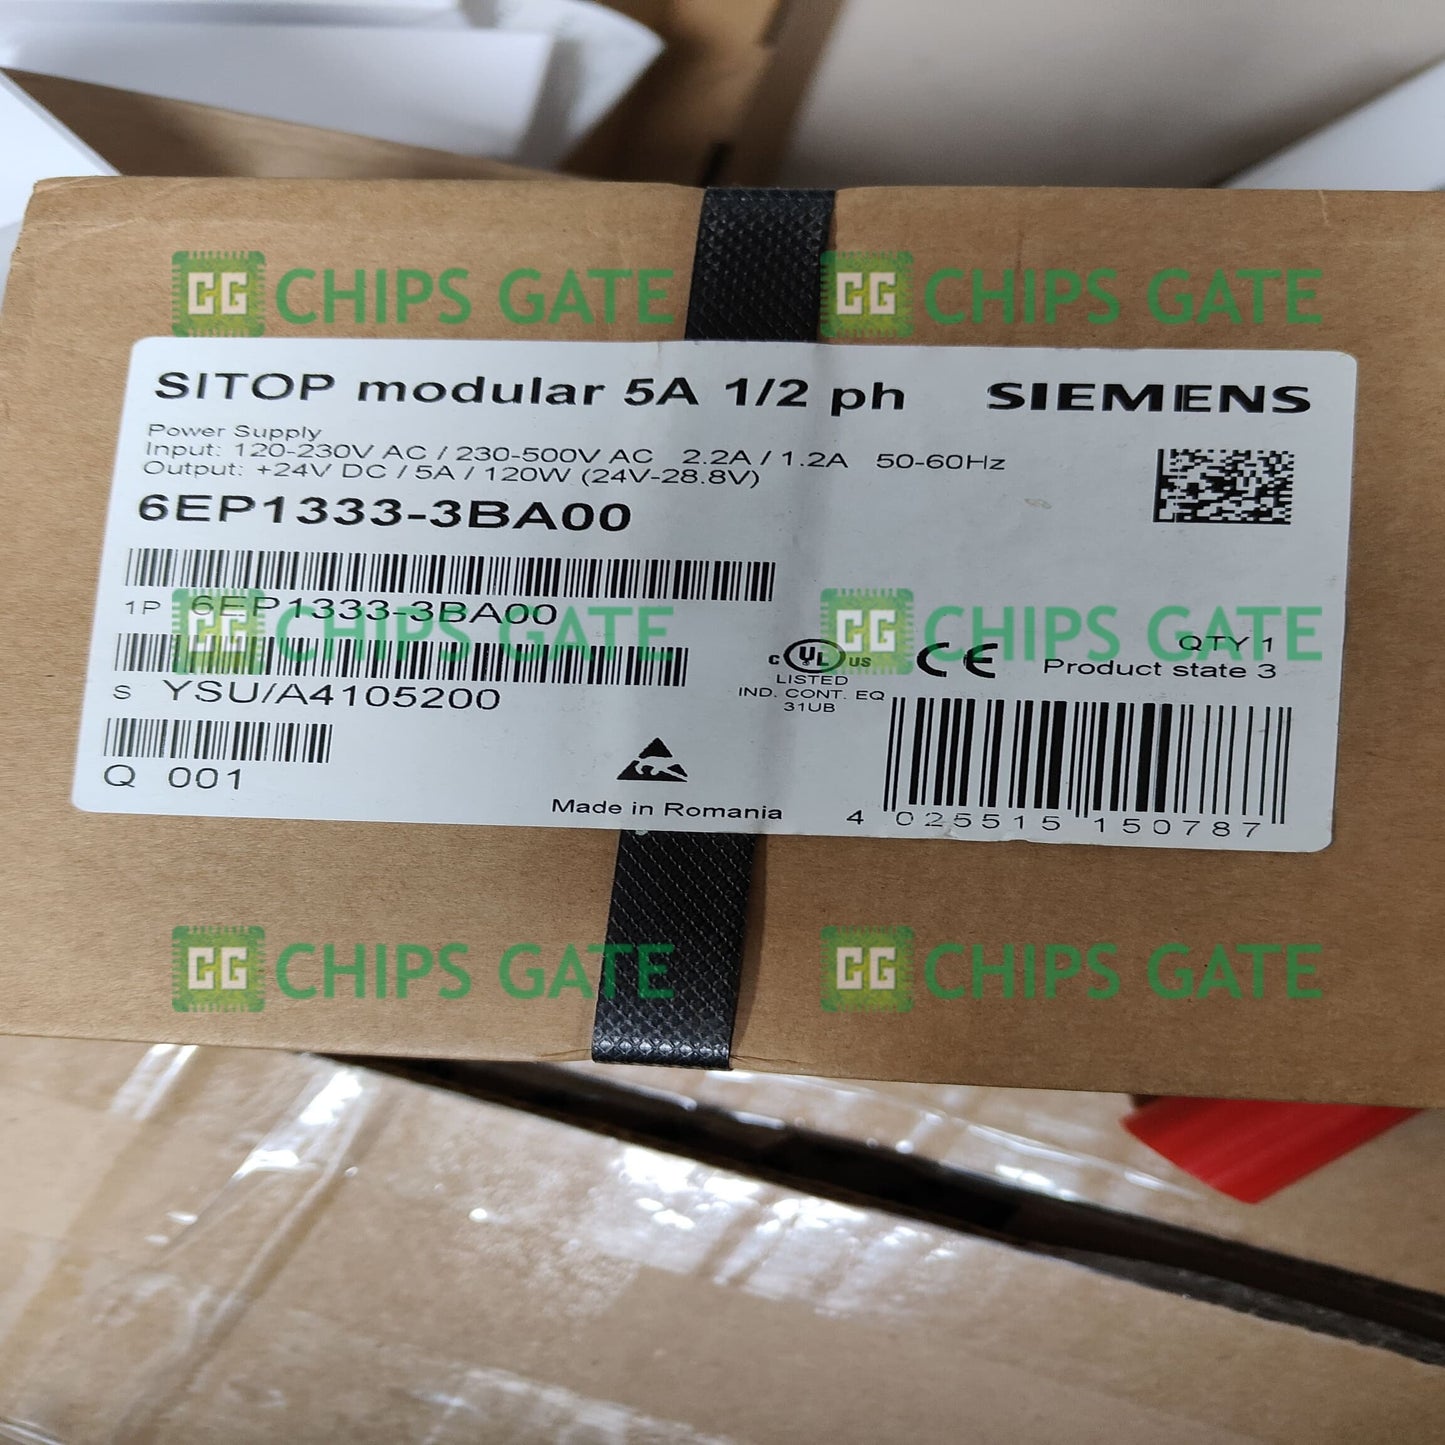 CG CHIPS GATE CG CHIPS GATE
SITOP modular 5A 1/2 ph SIEMENS
Power Supply
Input: 120-230V AC / 230-500V AC 2.2A / 1.2A 50-60Hz
Output: +24V DC / 5A / 120W (24V-28.8V)
6EP1333-3BA00
1P 6EP1333-3BA00
CG CHIPS GATE CG CHIPS GATE
QTY 1
Product state 3
c UL us
LISTED
IND. CONT. EQ
31UB
CE
S YSU/A4105200
Q 001
Made in Romania
4 025515 150787
CG CHIPS GATE CG CHIPS GATE